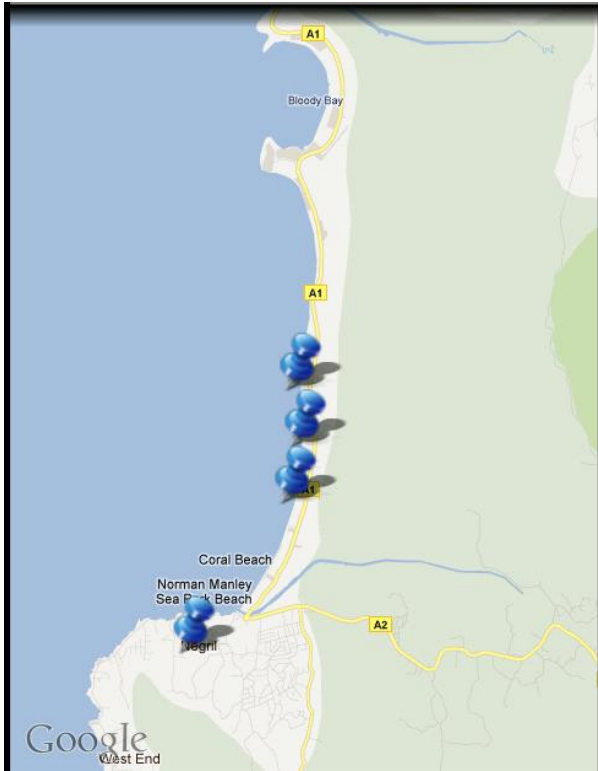 A1
Bloody Bay
A1
A1
Coral Beach
Norman Manley
Sea Park Beach
A2
Negril
Google
West End